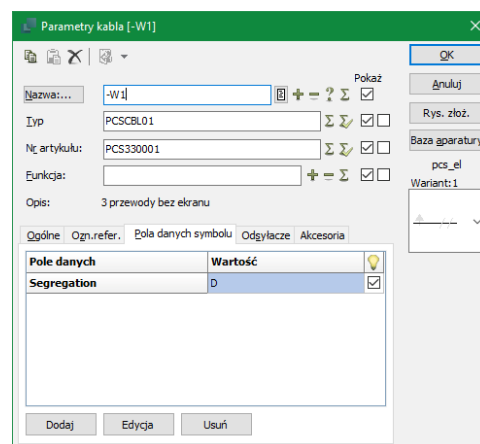 Parametry kabla [-W1]
OK
Pokaż
Nazwa:...
-W1
Anuluj
Typ
PCSCBL01
Rys. złoż.
Nr artykułu:
PCS330001
Baza aparatury
Funkcja:
pcs_el
Wariant:1
Opis:
3 przewody bez ekranu
Ogólne
Ozn.refer.
Pola danych symbolu
Odsyłacze
Akcesoria
Pole danych
Wartość
Segregation
D
Dodaj
Edycja
Usuń